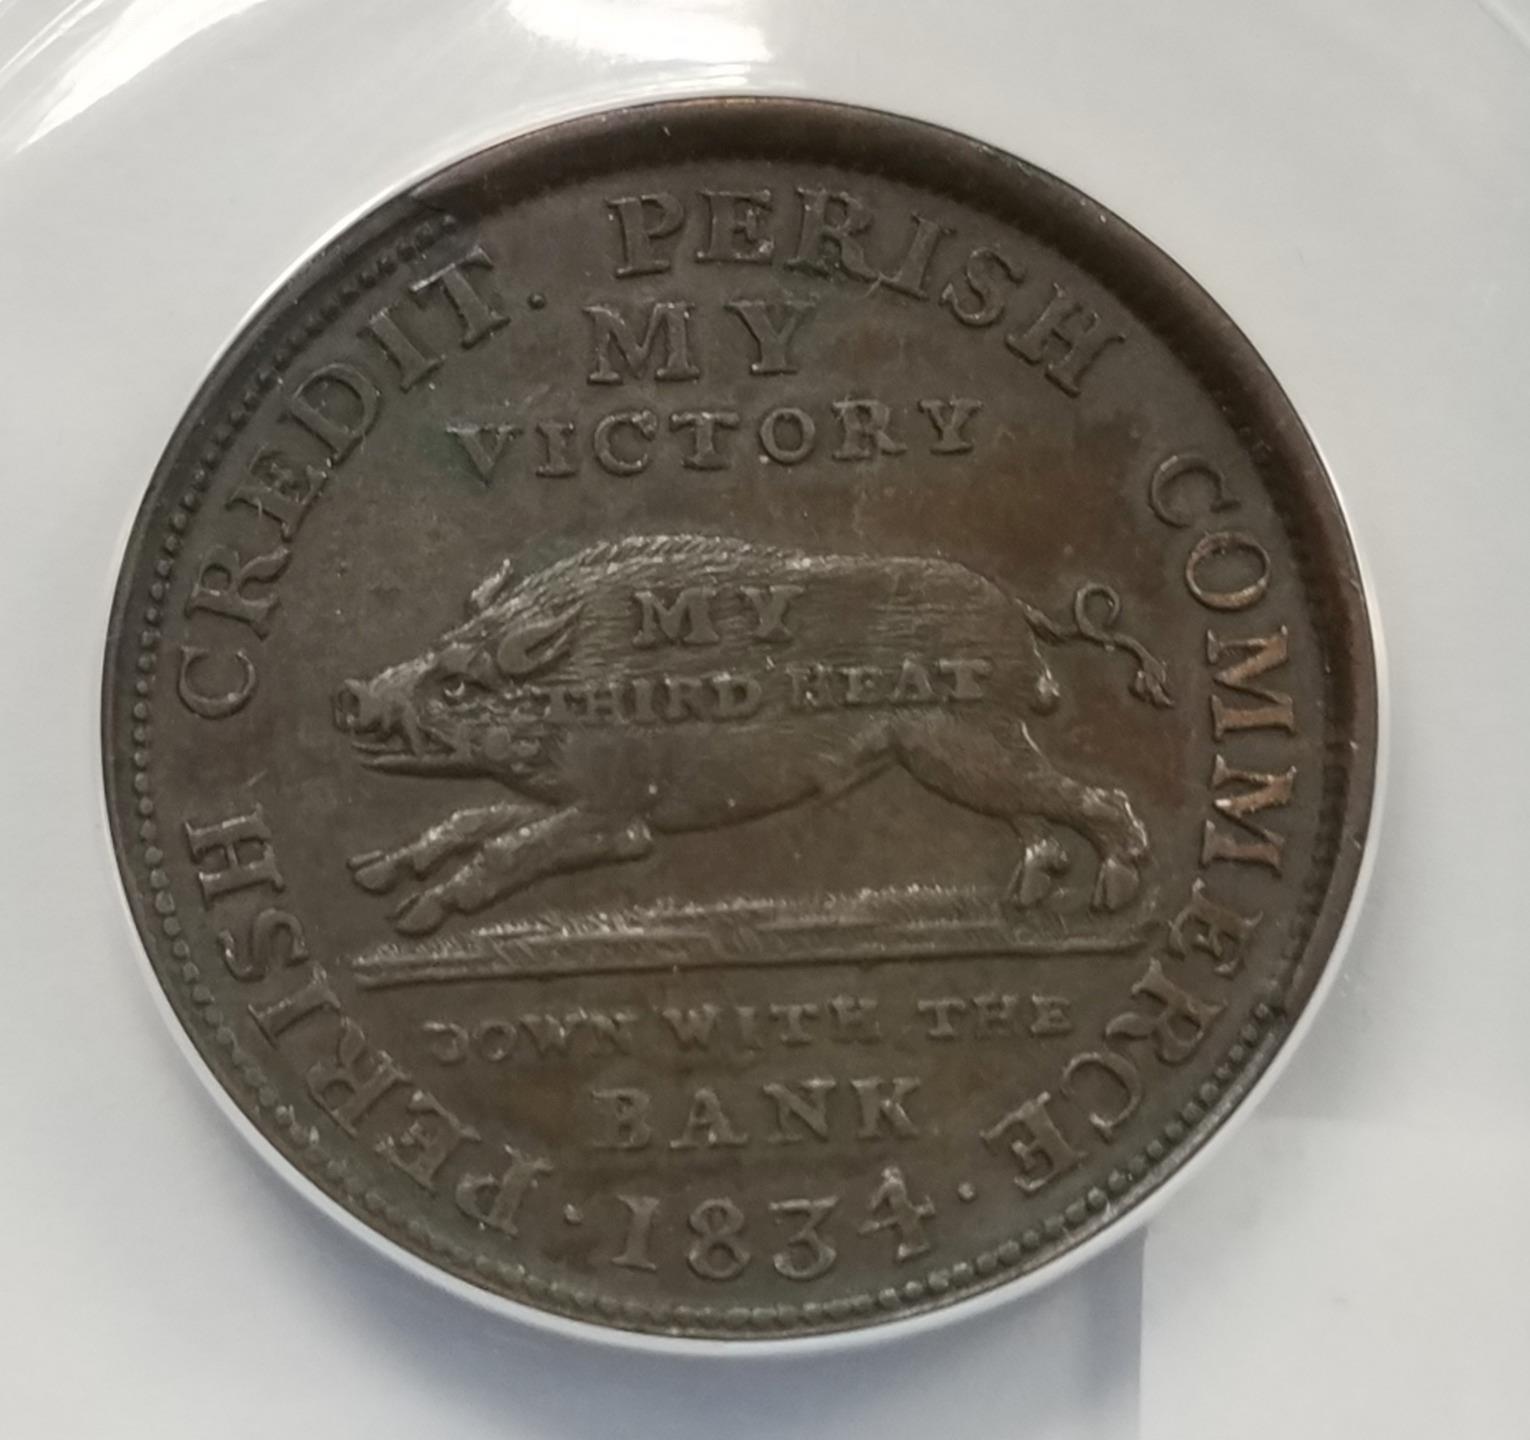 PERISH CREDIT. PERISH COMMERCE
MY
VICTORY
MY
THIRD HEAT
DOWN WITH THE
BANK
· 1834 ·